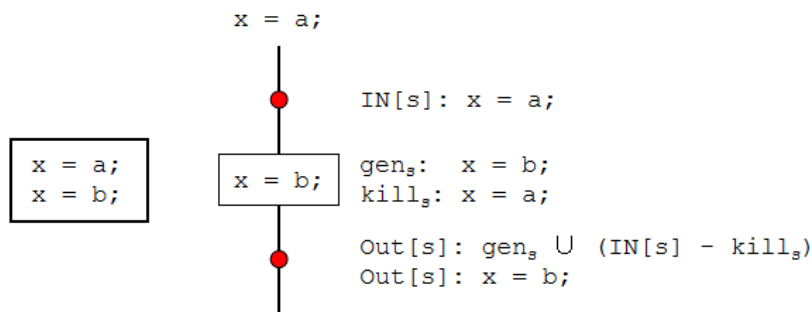 x = a;
IN[s]: x = a;
x = a;
x = b;
x = b;
genₛ:  x = b;
killₛ: x = a;
Out[s]: genₛ ∪ (IN[s] - killₛ)
Out[s]: x = b;